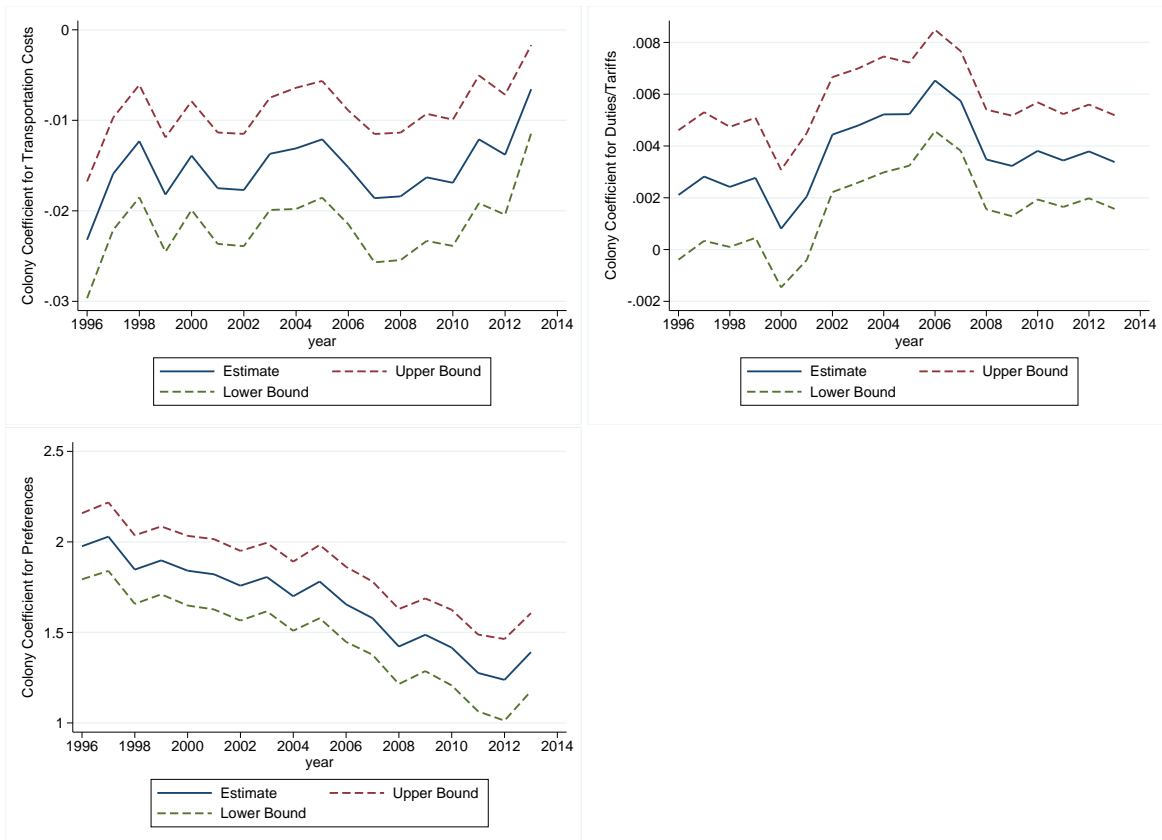 Colony Coefficient for Transportation Costs
0
-.01
-.02
-.03
1996 1998 2000 2002 2004 2006 2008 2010 2012 2014
year
Estimate Upper Bound
Lower Bound
Colony Coefficient for Duties/Tariffs
.008
.006
.004
.002
0
-.002
1996 1998 2000 2002 2004 2006 2008 2010 2012 2014
year
Estimate Upper Bound
Lower Bound
Colony Coefficient for Preferences
2.5
2
1.5
1
1996 1998 2000 2002 2004 2006 2008 2010 2012 2014
year
Estimate Upper Bound
Lower Bound